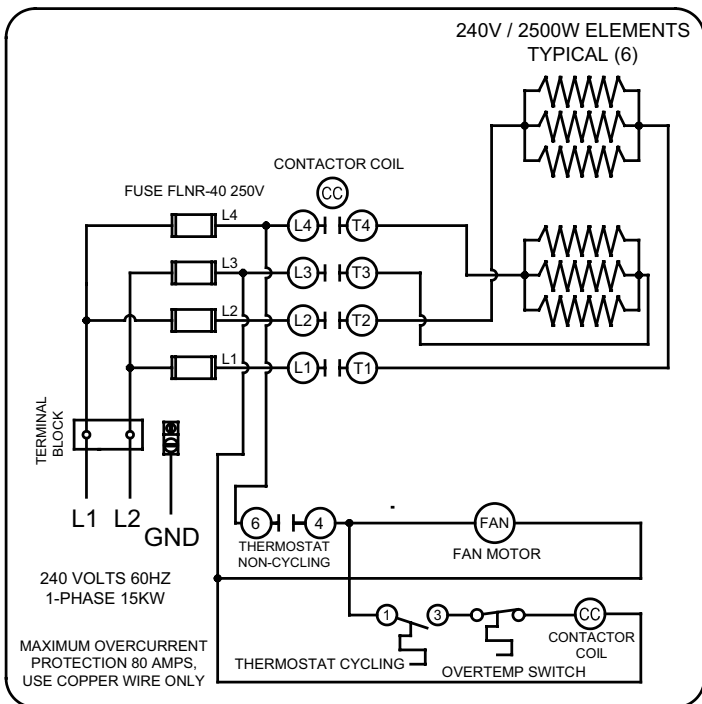 240V / 2500W ELEMENTS
TYPICAL (6)
CONTACTOR COIL
CC
FUSE FLNR-40 250V
L4
L4
T4
L3
L3
T3
L2
L2
T2
L1
L1
T1
TERMINAL
BLOCK
L1 L2
GND
6
4
FAN
THERMOSTAT
NON-CYCLING
FAN MOTOR
240 VOLTS 60HZ
1-PHASE 15KW
1
3
CC
CONTACTOR
COIL
MAXIMUM OVERCURRENT
PROTECTION 80 AMPS,
USE COPPER WIRE ONLY
THERMOSTAT CYCLING
OVERTEMP SWITCH